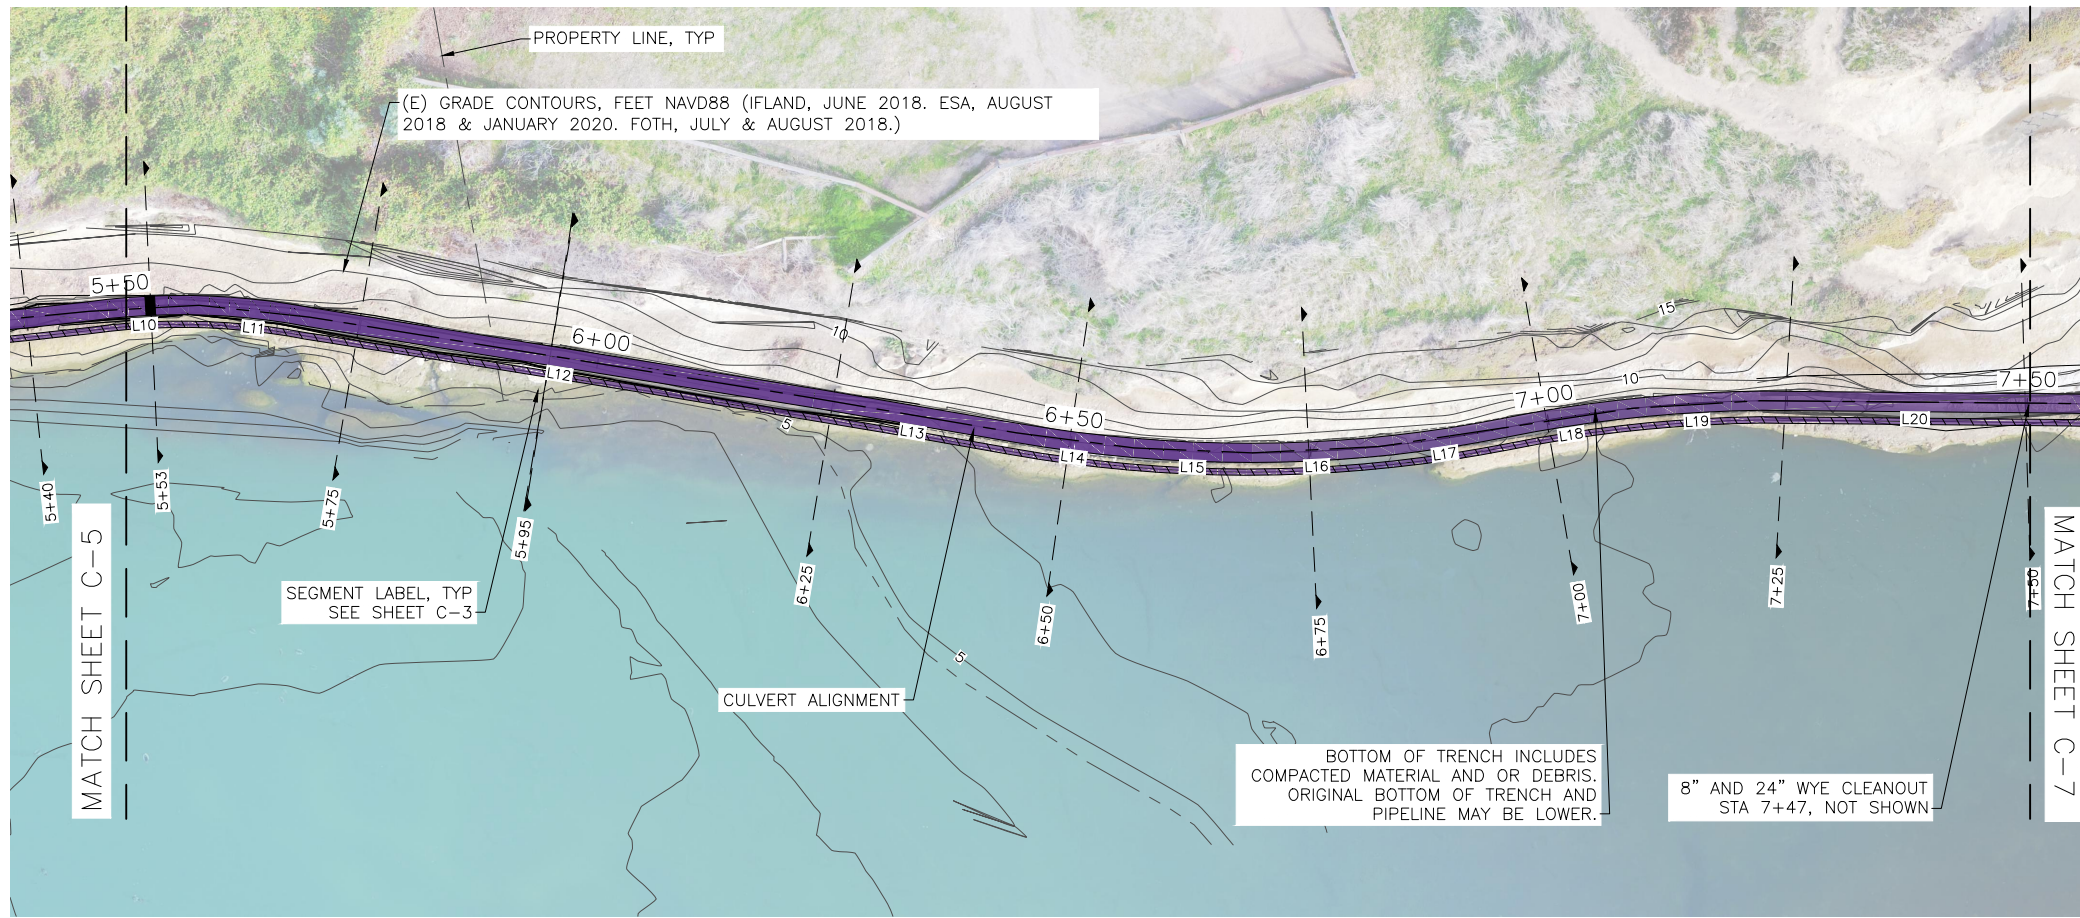 PROPERTY LINE, TYP
(E) GRADE CONTOURS, FEET NAVD88 (IFLAND, JUNE 2018. ESA, AUGUST
2018 & JANUARY 2020. FOTH, JULY & AUGUST 2018.)
5+50
6+00
6+50
7+00
7+50
10
15
10
5
5
L10
L11
L12
L13
L14
L15
L16
L17
L18
L19
L20
5+40
5+53
5+75
5+95
6+25
6+50
6+75
7+00
7+25
7+50
MATCH SHEET C-5
SEGMENT LABEL, TYP
SEE SHEET C-3
CULVERT ALIGNMENT
BOTTOM OF TRENCH INCLUDES
COMPACTED MATERIAL AND OR DEBRIS.
ORIGINAL BOTTOM OF TRENCH AND
PIPELINE MAY BE LOWER.
8" AND 24" WYE CLEANOUT
STA 7+47, NOT SHOWN
MATCH SHEET C-7